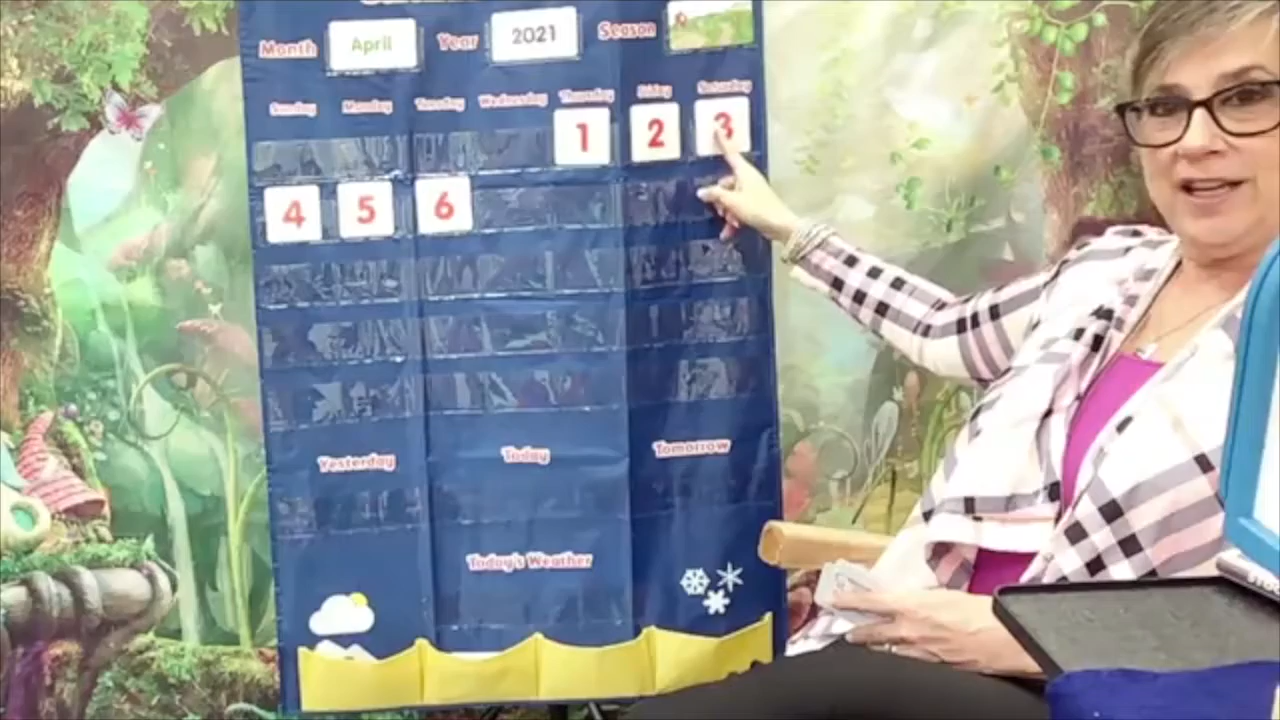 Month April Year 2021 Season
Sunday Monday Tuesday Wednesday Thursday Friday Saturday
1 2 3
4 5 6
Yesterday Today Tomorrow
Today's Weather